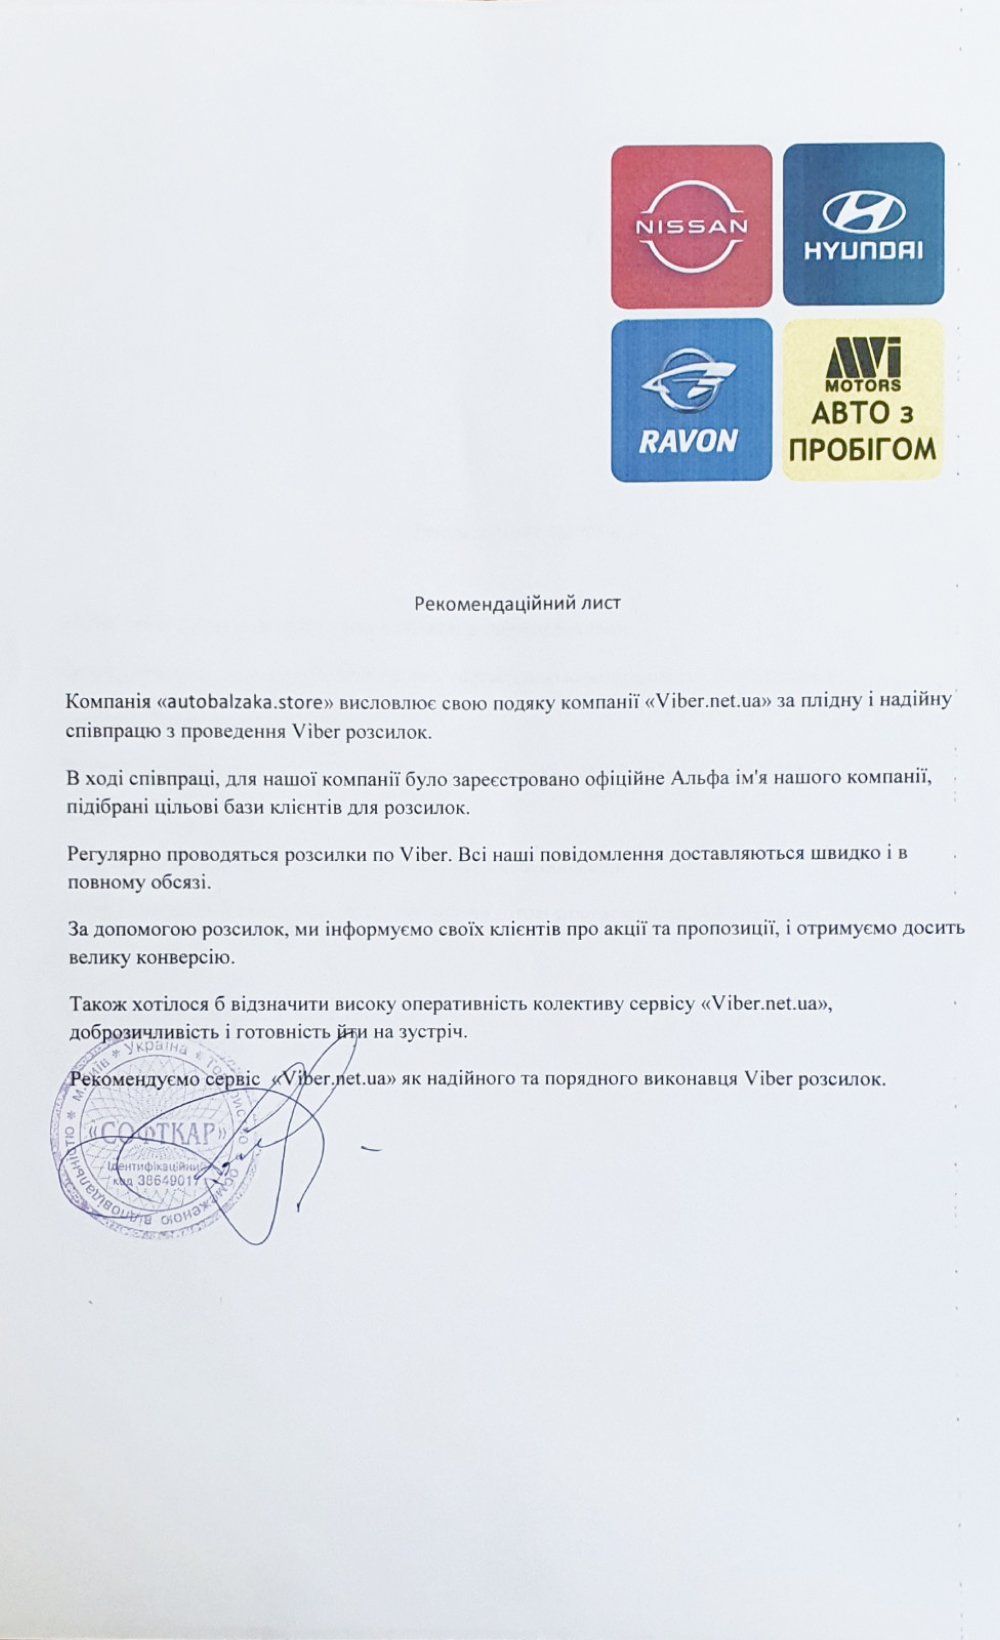 NISSAN
HYUNDAI
RAVON
AWi
MOTORS
АВТО з
ПРОБІГОМ
Рекомендаційний лист
Компанія «autobalzaka.store» висловлює свою подяку компанії «Viber.net.ua» за плідну і надійну
співпрацю з проведення Viber розсилок.
В ході співпраці, для нашої компанії було зареєстровано офіційне Альфа ім'я нашого компанії,
підібрані цільові бази клієнтів для розсилок.
Регулярно проводяться розсилки по Viber. Всі наші повідомлення доставляються швидко і в
повному обсязі.
За допомогою розсилок, ми інформуємо своїх клієнтів про акції та пропозиції, і отримуємо досить
велику конверсію.
Також хотілося б відзначити високу оперативність колективу сервісу «Viber.net.ua»,
доброзичливість і готовність йти на зустріч.
Рекомендуємо сервіс «Viber.net.ua» як надійного та порядного виконавця Viber розсилок.
Україна
відповідальністю
«СОФТКАР»
Ідентифікаційний
код 38649017